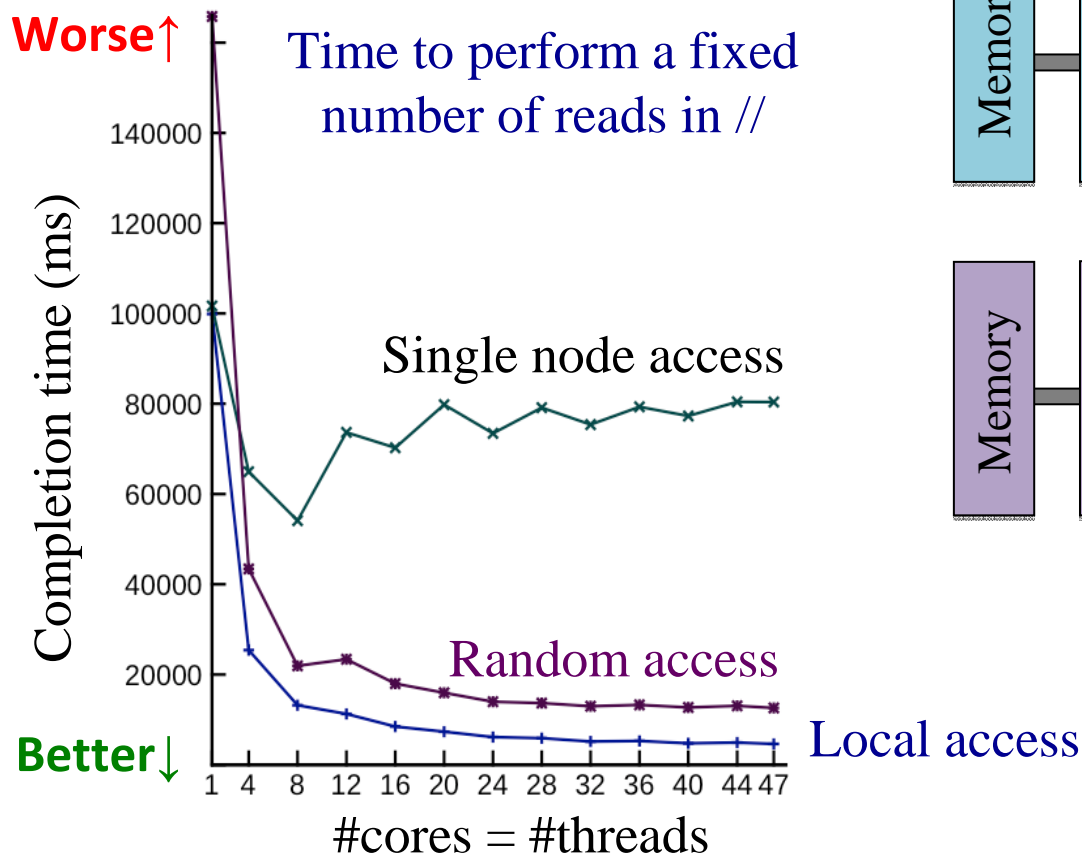 Worse↑
Time to perform a fixed
number of reads in //
Completion time (ms)
140000
120000
100000
80000
60000
40000
20000
Single node access
Random access
Local access
Better↓
1 4 8 12 16 20 24 28 32 36 40 44 47
#cores = #threads
Memory